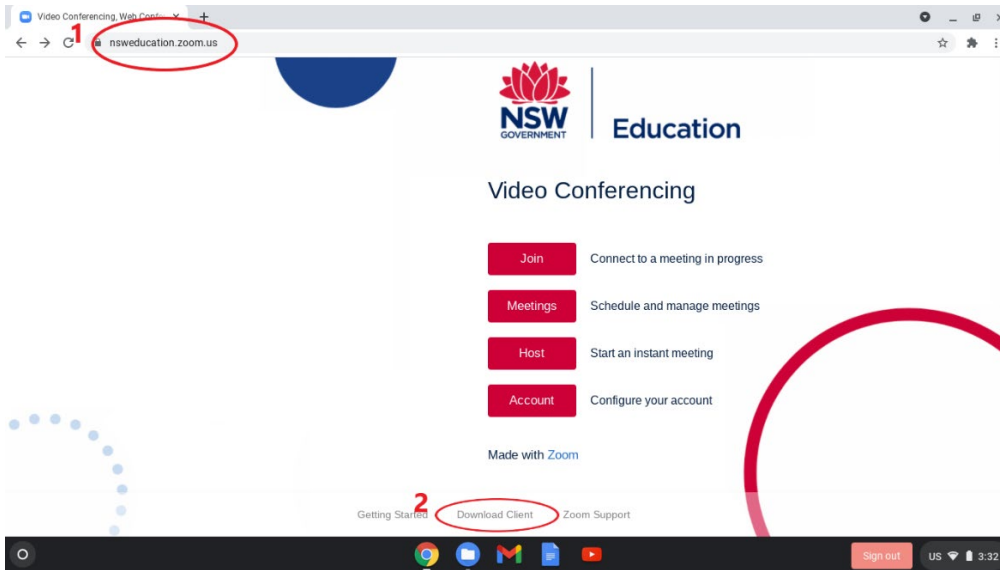 Video Conferencing, Web Confe
1
nsweducation.zoom.us
NSW
GOVERNMENT
Education
Video Conferencing
Join Connect to a meeting in progress
Meetings Schedule and manage meetings
Host Start an instant meeting
Account Configure your account
Made with Zoom
2
Getting Started Download Client Zoom Support
Sign out US 3:32